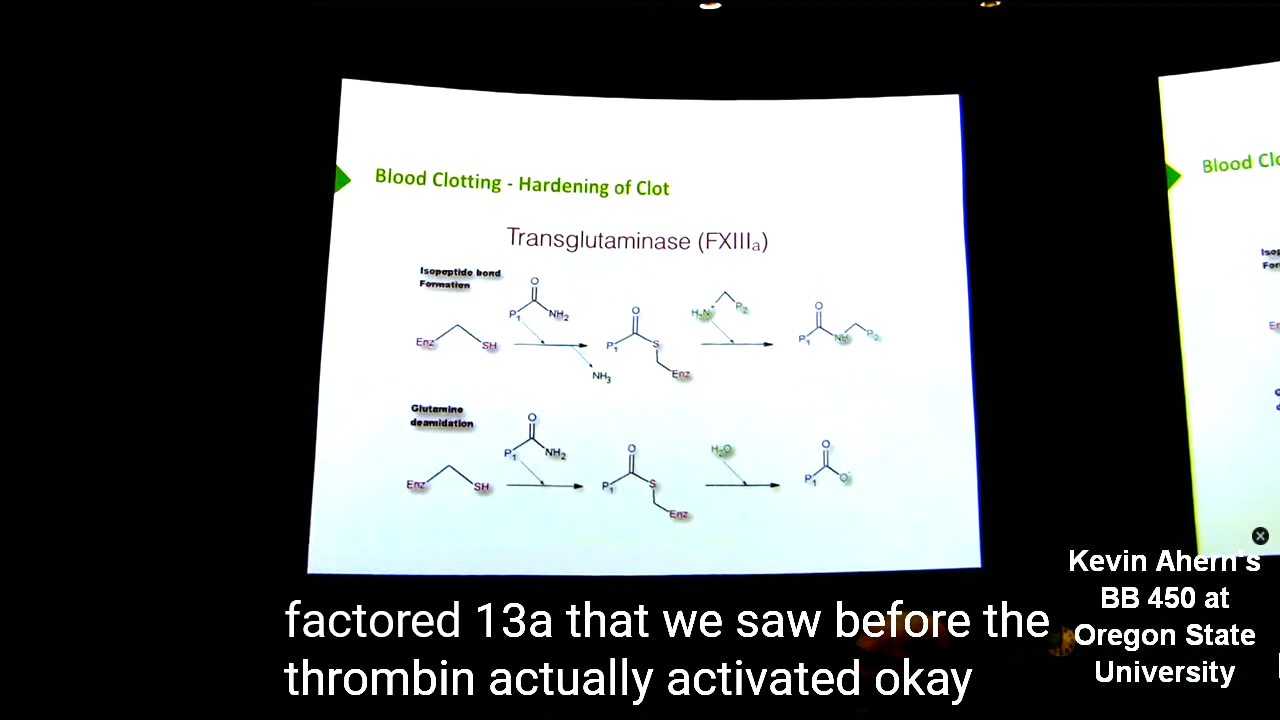 Blood Clotting - Hardening of Clot
Transglutaminase (FXIIIa)
Isopeptide bond
Formation
O
P1
NH2
Enz
SH
NH3
O
P1
S
Enz
H2N+
P2
O
P1
NH
P2
Glutamine
deamidation
O
P1
NH2
Enz
SH
O
P1
S
Enz
H2O
O
P1
O-
Blood Clo
Isop
For
Kevin Ahern's
BB 450 at
Oregon State
University
factored 13a that we saw before the
thrombin actually activated okay